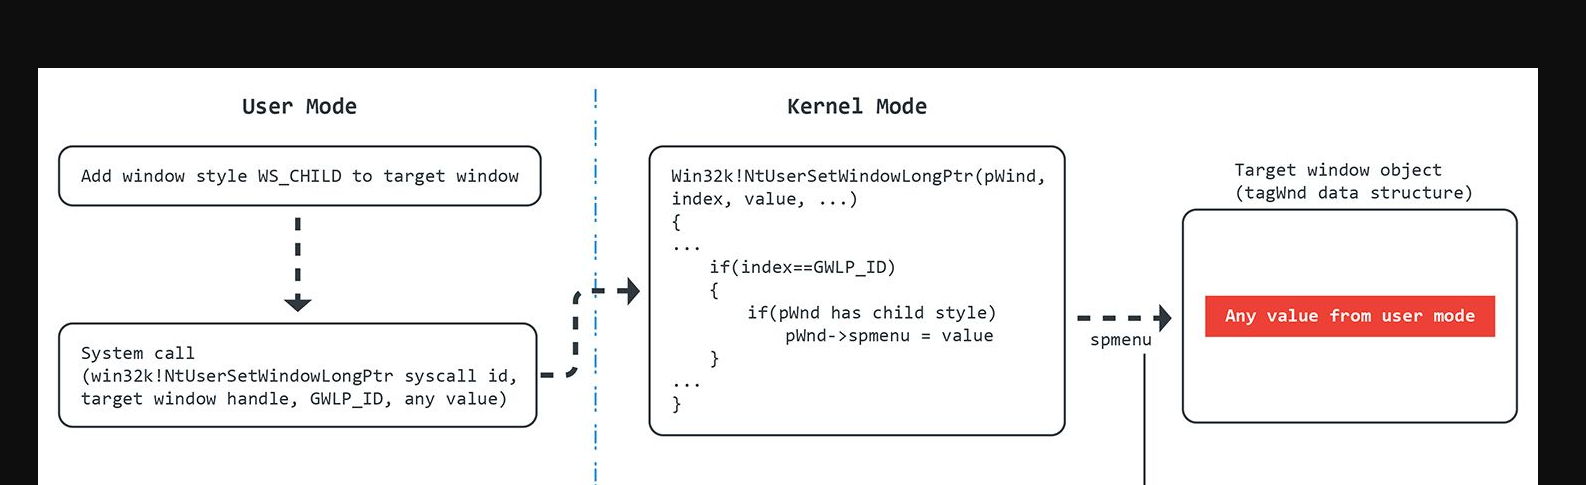 User Mode
Add window style WS_CHILD to target window
System call
(win32k!NtUserSetWindowLongPtr syscall id,
target window handle, GWLP_ID, any value)
Kernel Mode
Win32k!NtUserSetWindowLongPtr(pWind,
index, value, ...)
{
...
if(index==GWLP_ID)
{
if(pWnd has child style)
pWnd->spmenu = value
}
...
}
spmenu
Target window object
(tagWnd data structure)
Any value from user mode